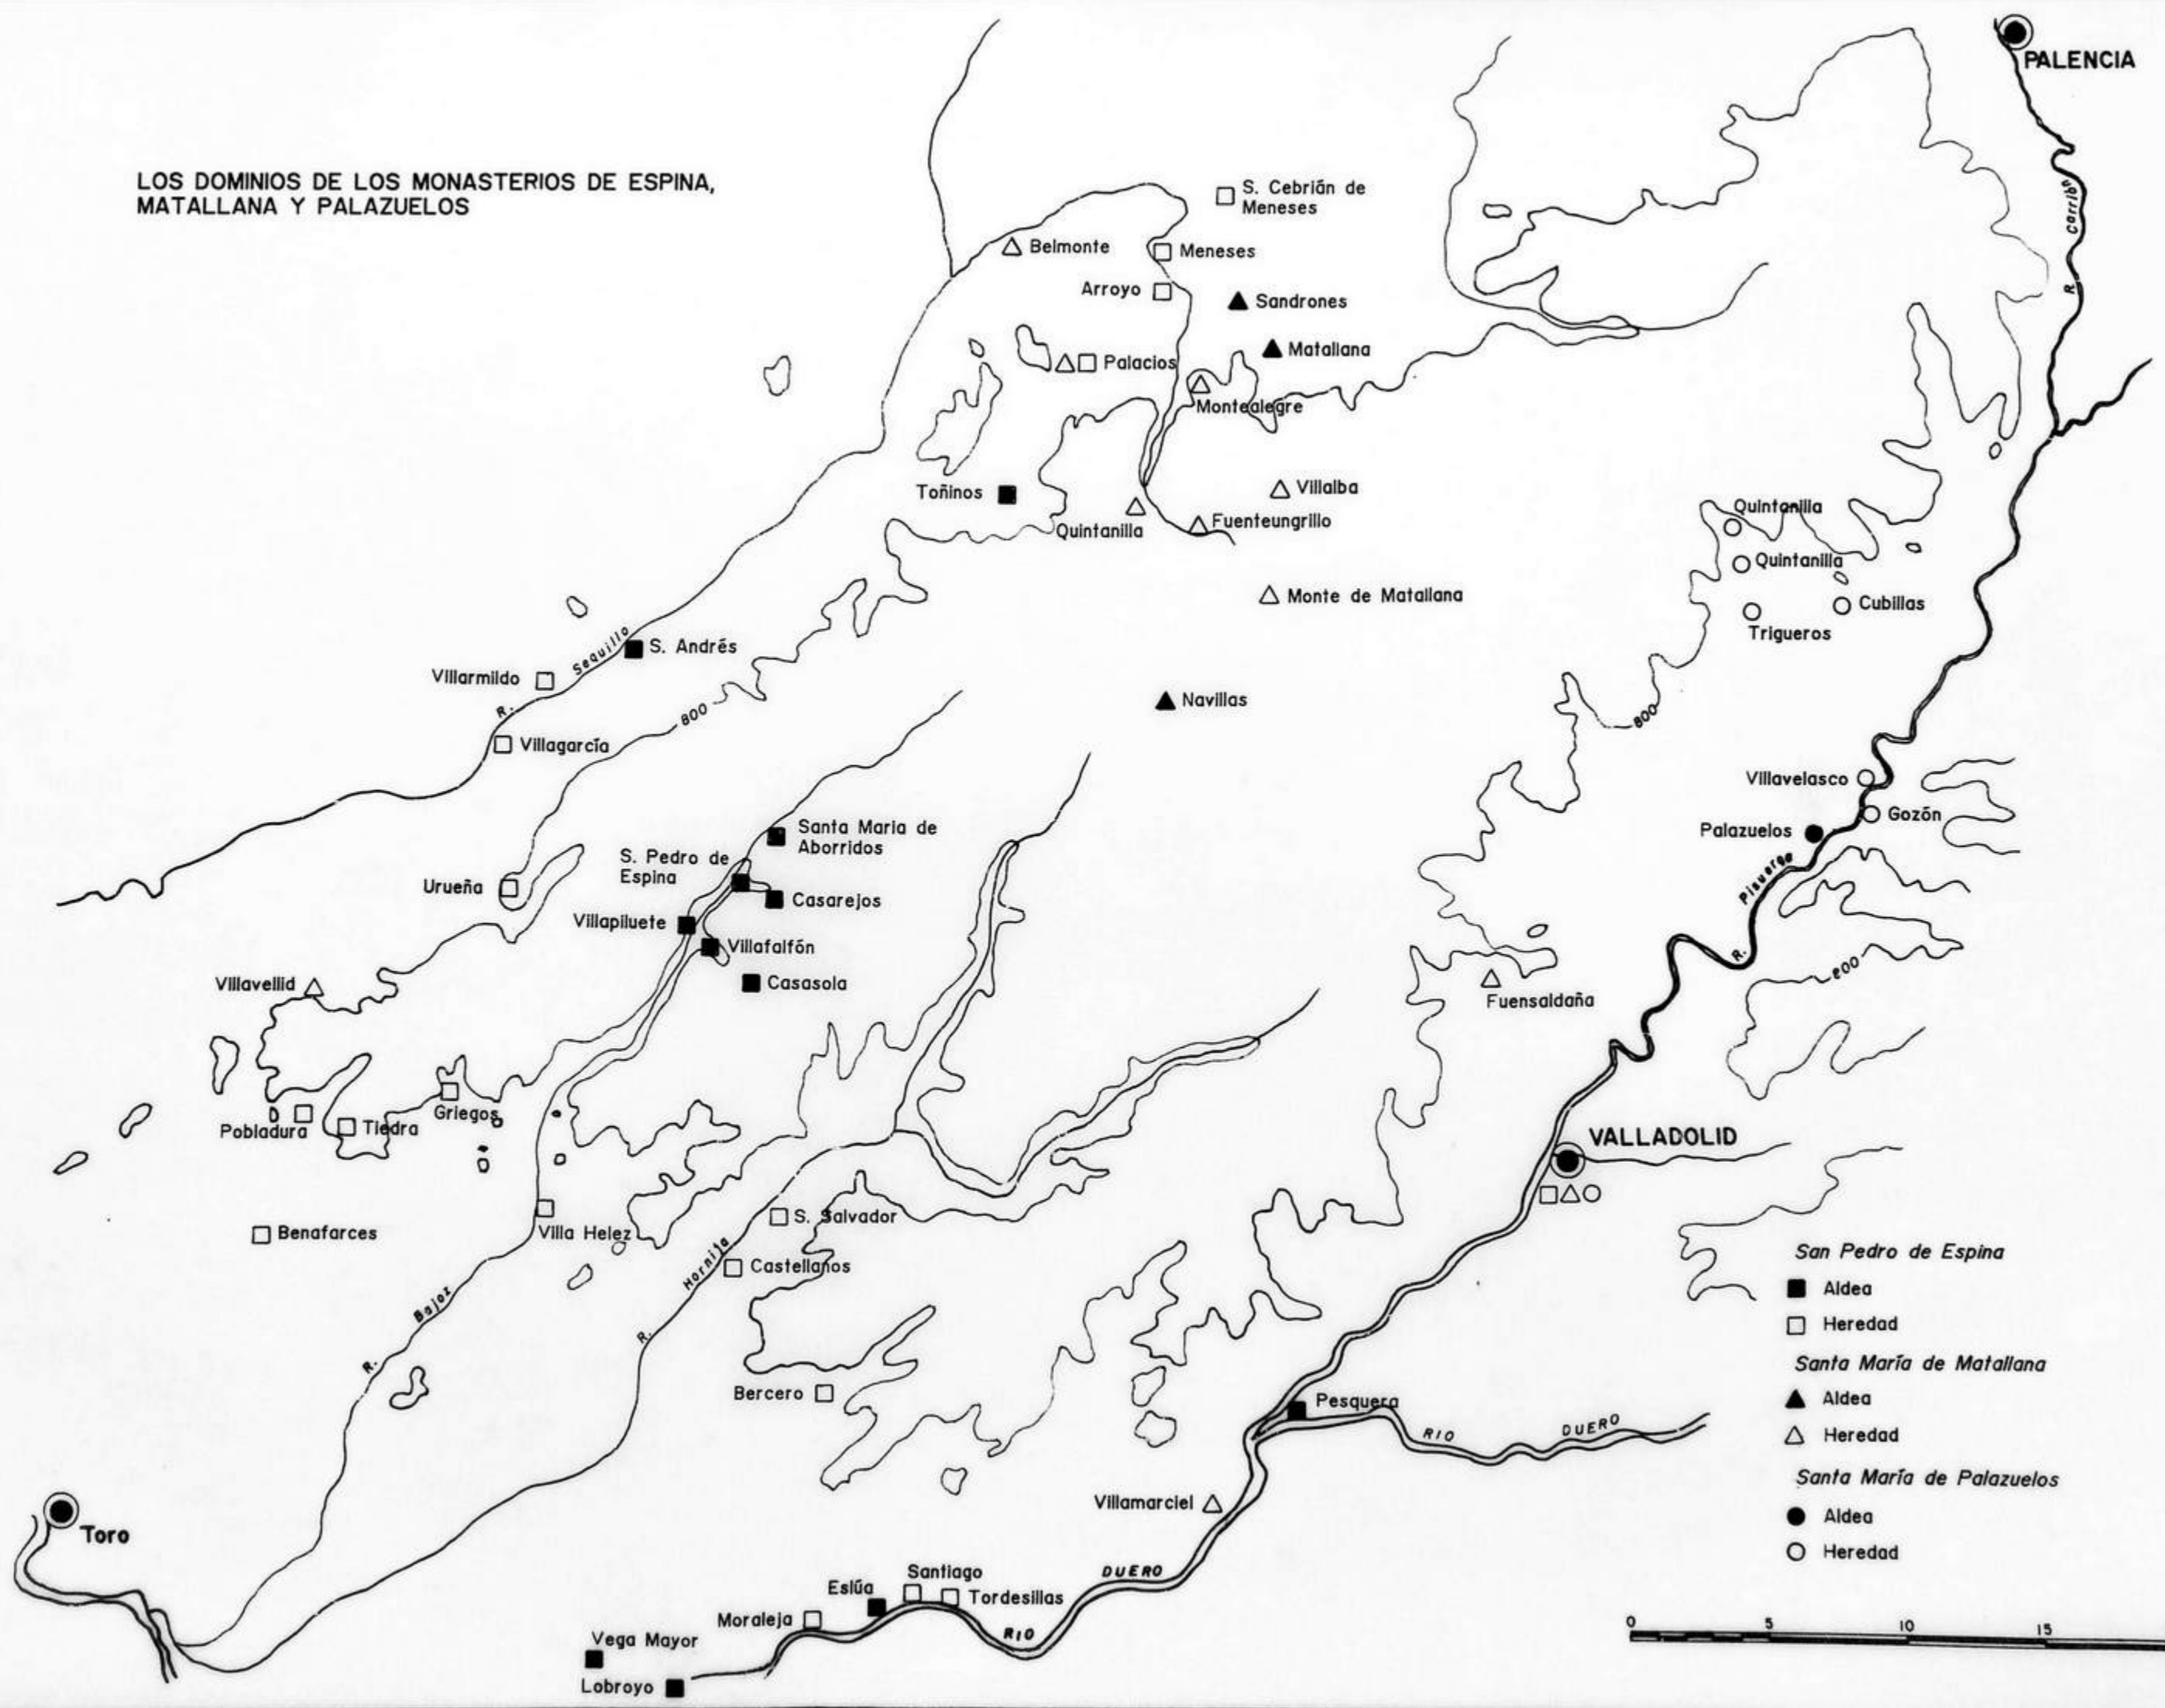 PALENCIA
LOS DOMINIOS DE LOS MONASTERIOS DE ESPINA,
MATALLANA Y PALAZUELOS
S. Cebrián de
Meneses
R. Carrión
Belmonte
Meneses
Arroyo
Sandrones
Matallana
Palacios
Montealegre
Toñinos
Villalba
Quintanilla
Fuenteungrillo
Quintanilla
Quintanilla
Monte de Matallana
Cubillas
Trigueros
R. Sequillo
S. Andrés
Villarmildo
800
Navillas
800
Villagarcía
Villavelasco
Gozón
Palazuelos
Santa Maria de
Aborridos
S. Pedro de
Espina
Urueña
Casarejos
R. Pisuerga
Villapiluete
Villafalfón
Villavellid
Casasola
800
Fuensaldaña
Griegos
Pobladura
Tiedra
VALLADOLID
Benafarces
Villa Helez
S. Salvador
Castellanos
R. Hornija
R. Bajoz
San Pedro de Espina
Aldea
Heredad
Santa María de Matallana
Aldea
Heredad
Santa María de Palazuelos
Aldea
Heredad
Bercero
Pesquera
RIO DUERO
Villamarciel
Toro
RIO DUERO
Santiago
Eslúa
Tordesillas
Moraleja
Vega Mayor
Lobroyo
0 5 10 15